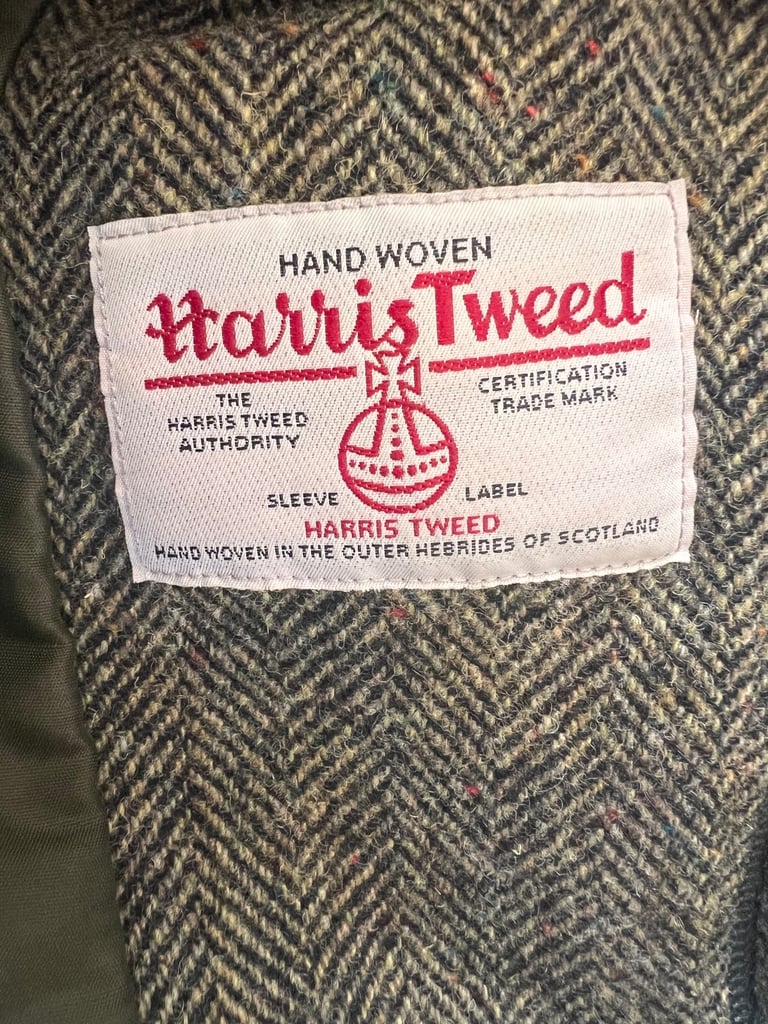 HAND WOVEN
Harris Tweed
THE
HARRIS TWEED
AUTHORITY
CERTIFICATION
TRADE MARK
SLEEVE LABEL
HARRIS TWEED
HAND WOVEN IN THE OUTER HEBRIDES OF SCOTLAND